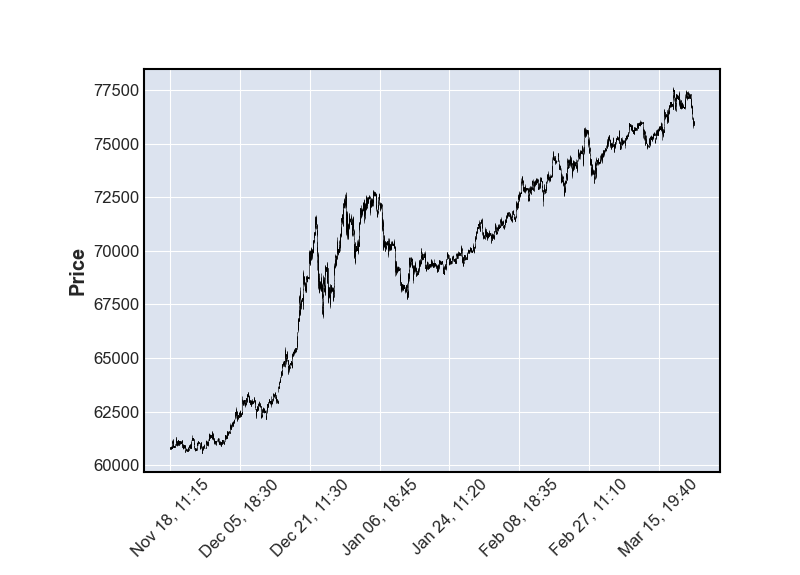 77500
75000
72500
70000
67500
65000
62500
60000
Price
Nov 18, 11:15
Dec 05, 18:30
Dec 21, 11:30
Jan 06, 18:45
Jan 24, 11:20
Feb 08, 18:35
Feb 27, 11:10
Mar 15, 19:40